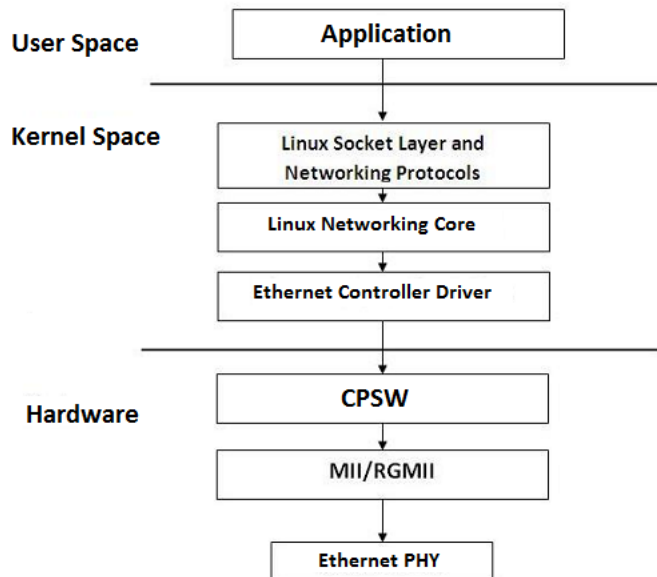 User Space
Application
Kernel Space
Linux Socket Layer and
Networking Protocols
Linux Networking Core
Ethernet Controller Driver
Hardware
CPSW
MII/RGMII
Ethernet PHY